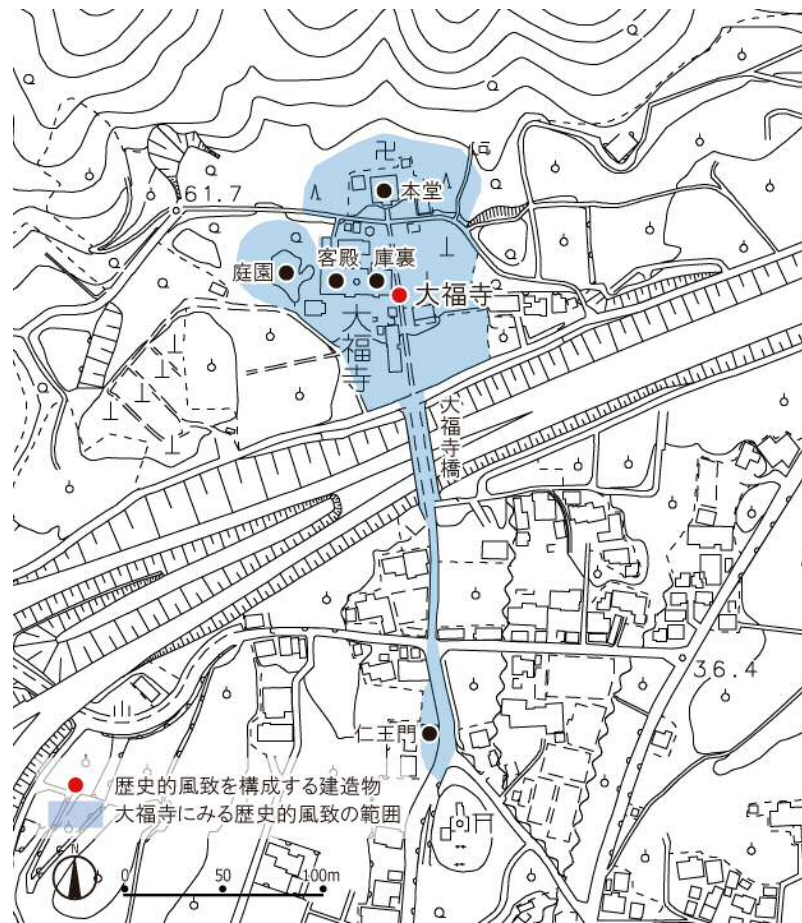 61.7
本堂
庭園
客殿
庫裏
大福寺
大福寺
大福寺橋
36.4
仁王門
歴史的風致を構成する建造物
大福寺にみる歴史的風致の範囲
N
0 50 100m